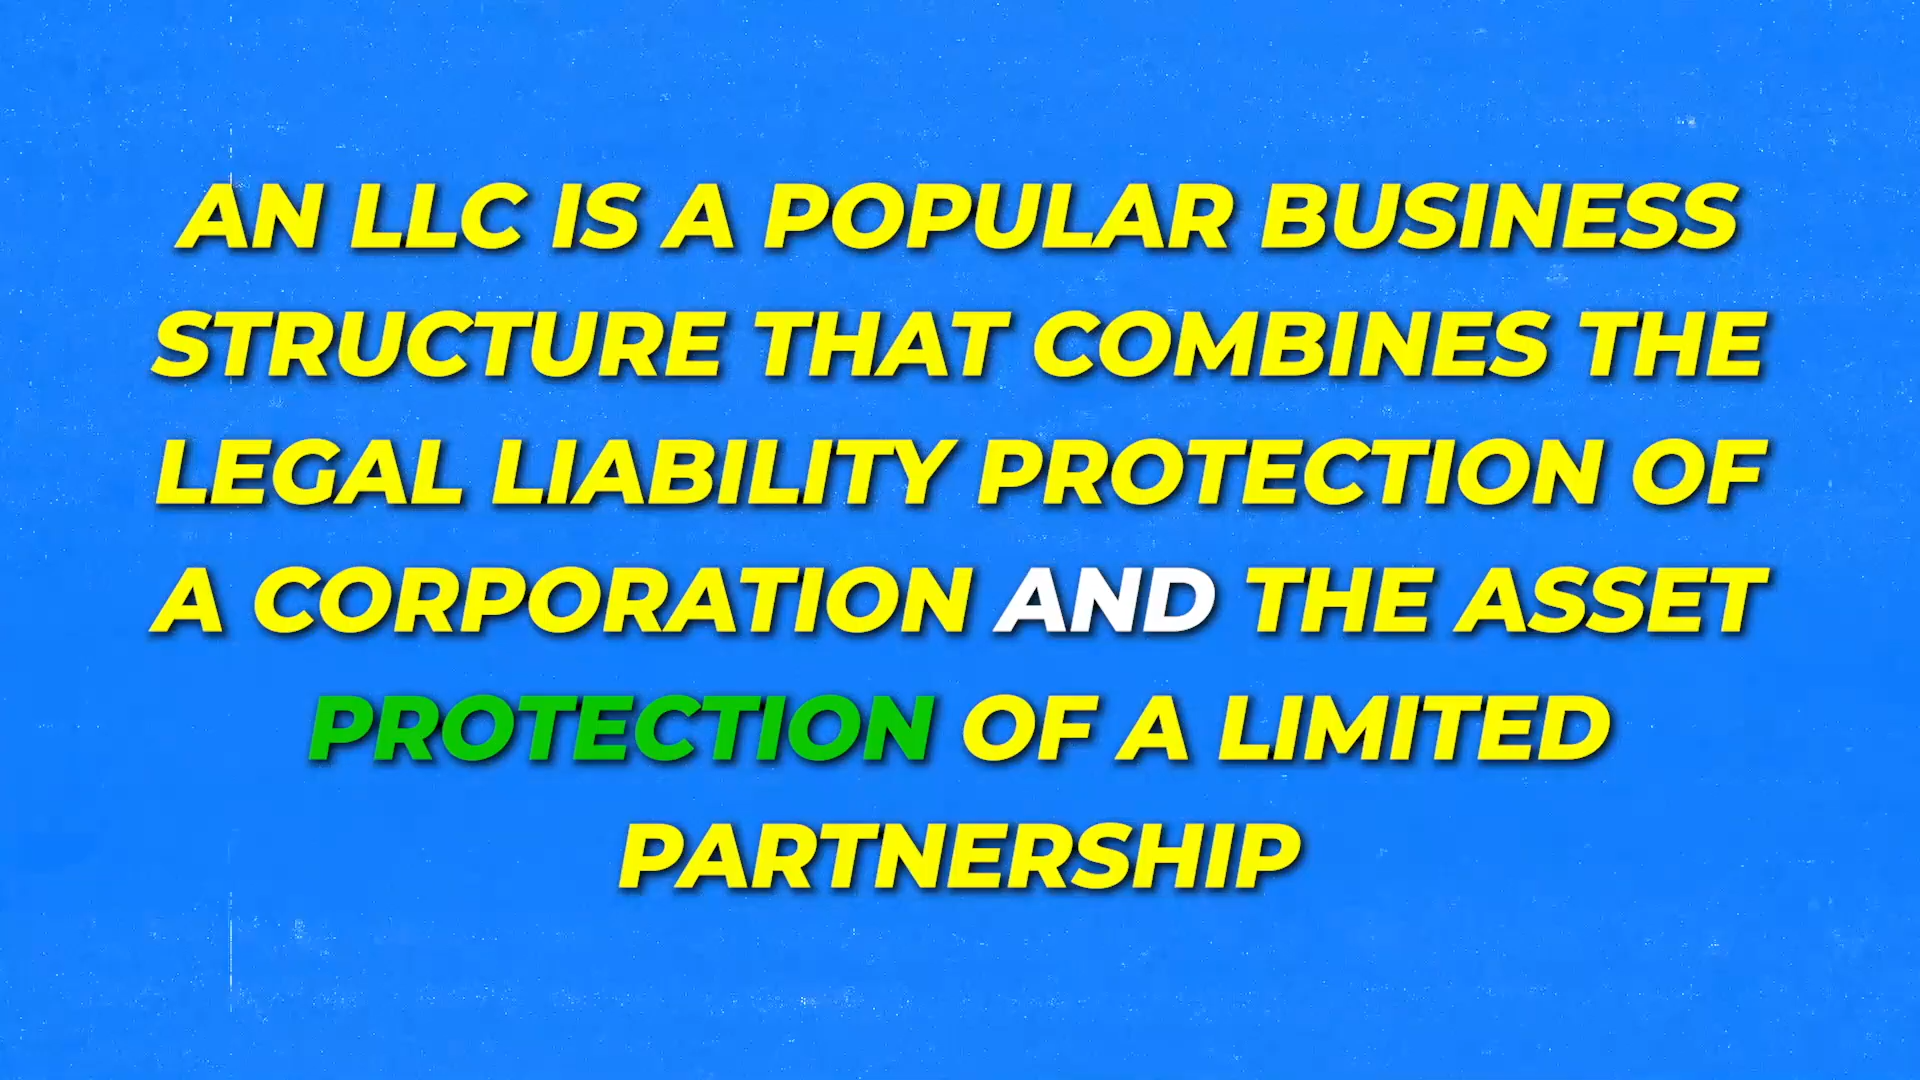 AN LLC IS A POPULAR BUSINESS
STRUCTURE THAT COMBINES THE
LEGAL LIABILITY PROTECTION OF
A CORPORATION AND THE ASSET
PROTECTION OF A LIMITED
PARTNERSHIP